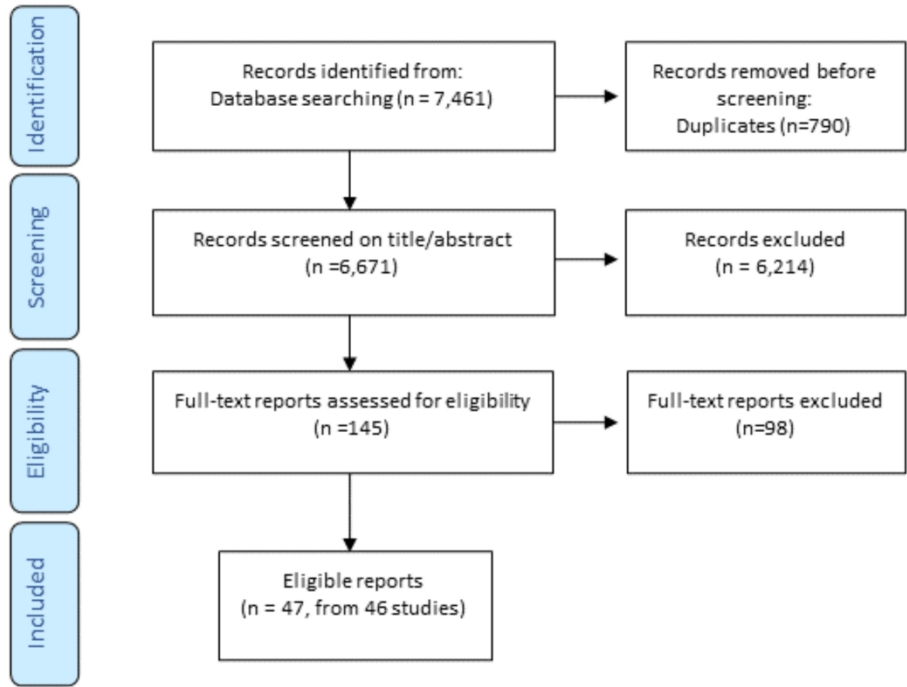 Identification
Records identified from:
Database searching (n = 7,461)
Records removed before
screening:
Duplicates (n=790)
Screening
Records screened on title/abstract
(n =6,671)
Records excluded
(n = 6,214)
Eligibility
Full-text reports assessed for eligibility
(n =145)
Full-text reports excluded
(n=98)
Included
Eligible reports
(n = 47, from 46 studies)